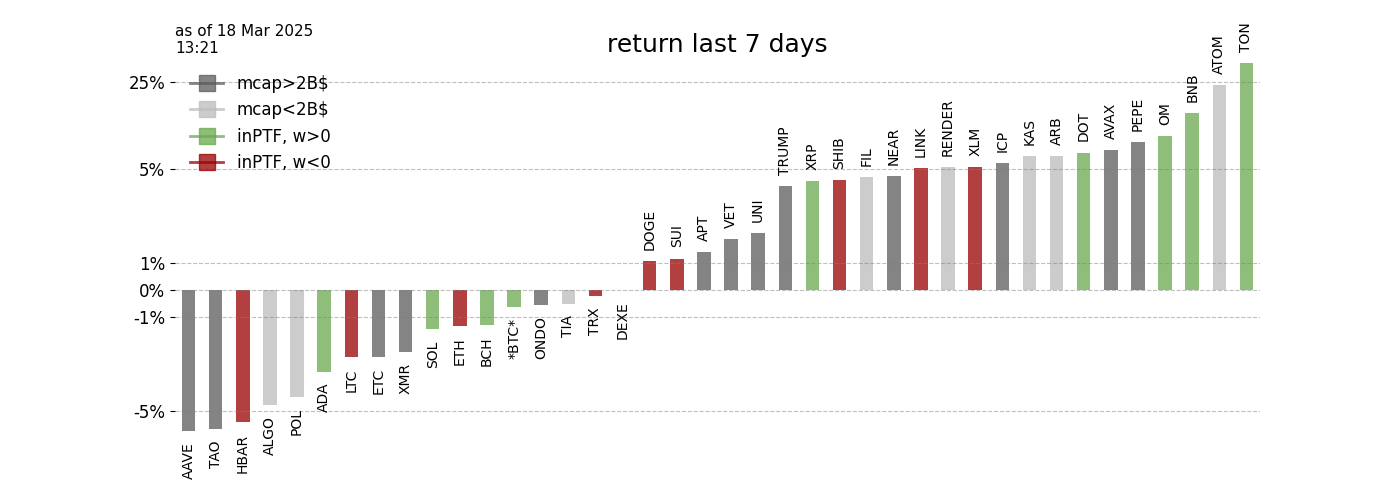 as of 18 Mar 2025
13:21
return last 7 days
mcap>2B$
mcap<2B$
inPTF, w>0
inPTF, w<0
25%
5%
1%
0%
-1%
-5%
AAVE
TAO
HBAR
ALGO
POL
ADA
LTC
ETC
XMR
SOL
ETH
BCH
*BTC*
ONDO
TIA
TRX
DEXE
DOGE
SUI
APT
VET
UNI
TRUMP
XRP
SHIB
FIL
NEAR
LINK
RENDER
XLM
ICP
KAS
ARB
DOT
AVAX
PEPE
OM
BNB
ATOM
TON